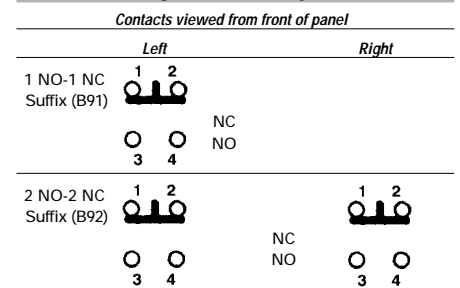 Contacts viewed from front of panel
Left Right
1 NO-1 NC
Suffix (B91)
1 2
NC
NO
3 4
2 NO-2 NC
Suffix (B92)
1 2 1 2
NC
NO
3 4 3 4